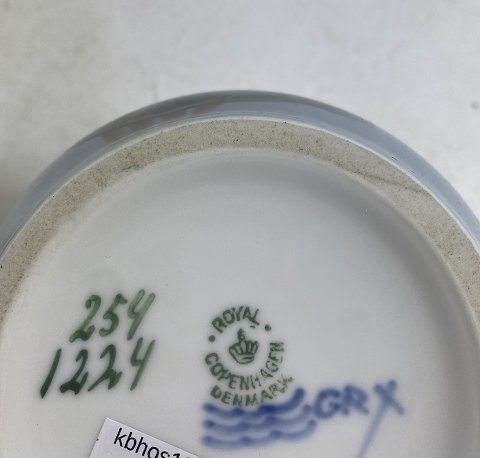 254
1224
ROYAL
COPENHAGEN
DENMARK
GRX